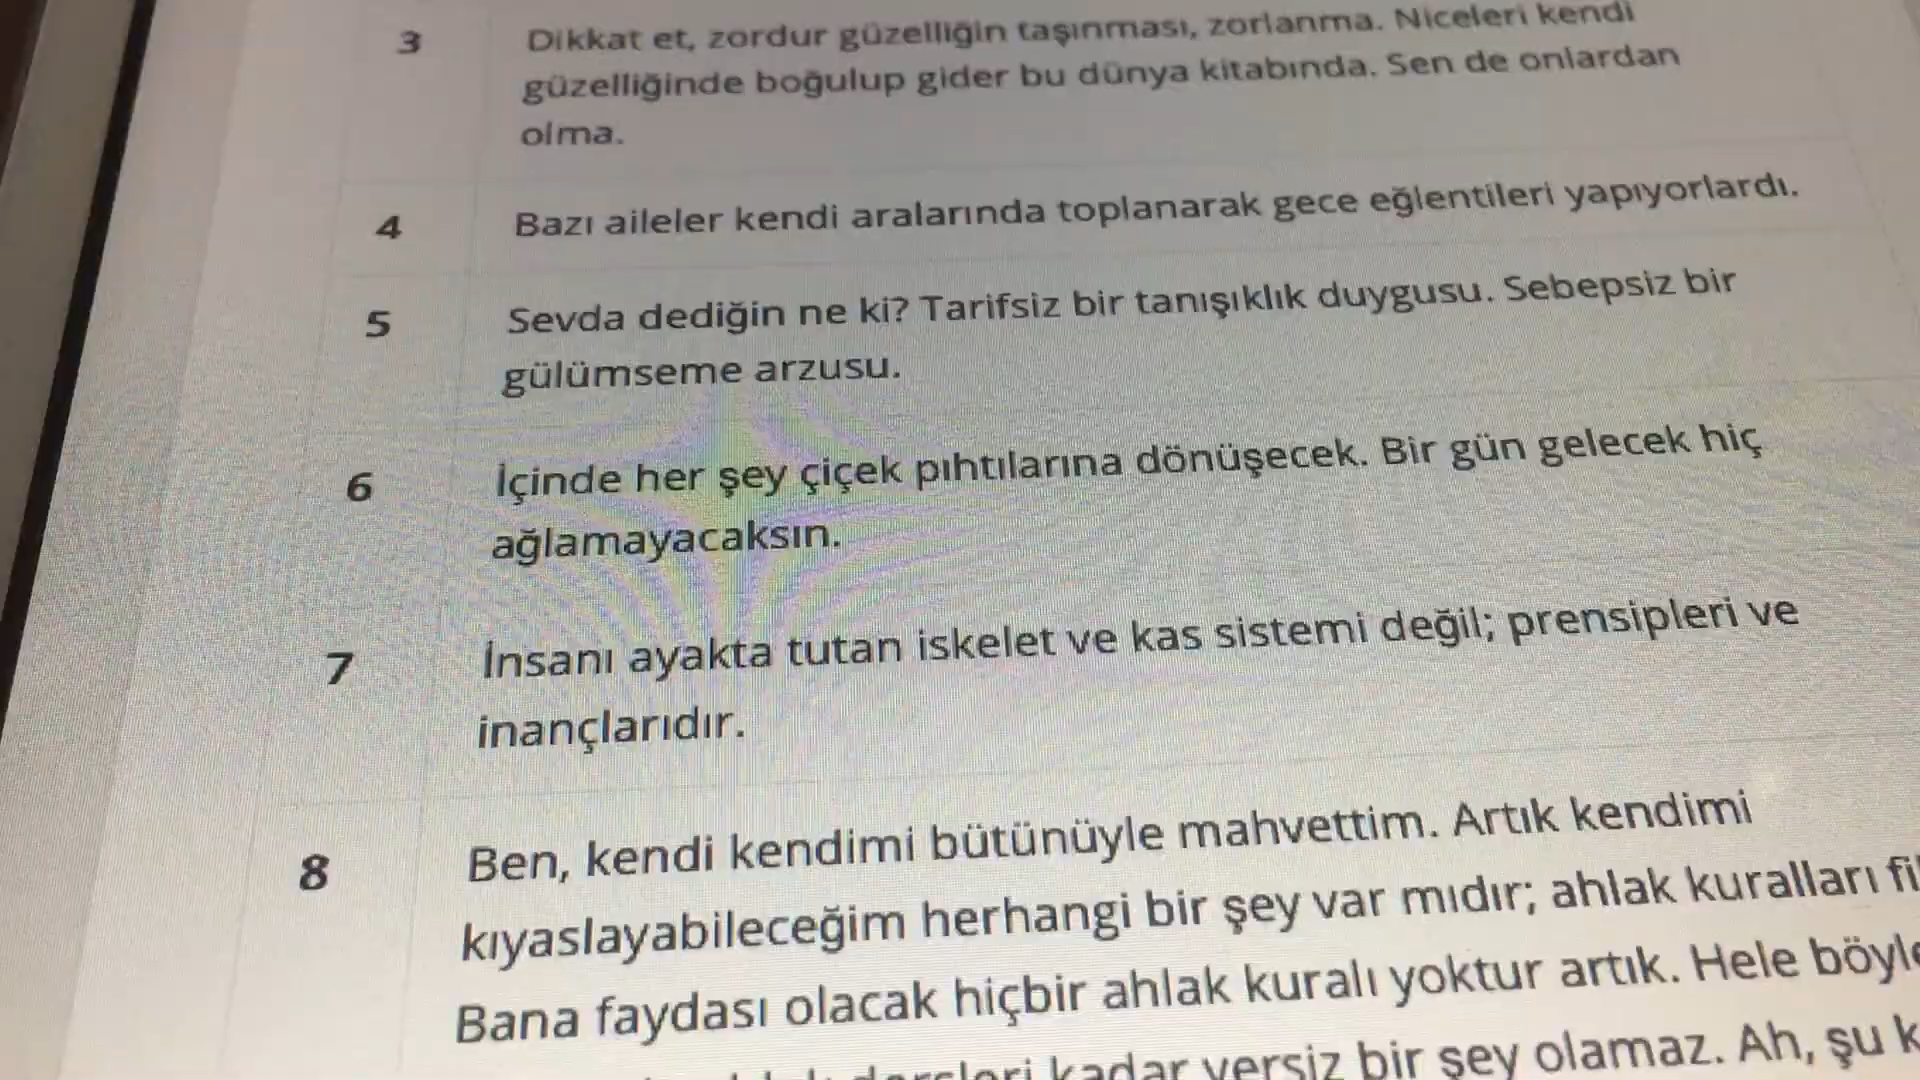 3 Dikkat et, zordur güzelliğin taşınması, zorlanma. Niceleri kendi
güzelliğinde boğulup gider bu dünya kitabında. Sen de onlardan
olma.
4 Bazı aileler kendi aralarında toplanarak gece eğlentileri yapıyorlardı.
5 Sevda dediğin ne ki? Tarifsiz bir tanışıklık duygusu. Sebepsiz bir
gülümseme arzusu.
6 İçinde her şey çiçek pıhtılarına dönüşecek. Bir gün gelecek hiç
ağlamayacaksın.
7 İnsanı ayakta tutan iskelet ve kas sistemi değil; prensipleri ve
inançlarıdır.
8 Ben, kendi kendimi bütünüyle mahvettim. Artık kendimi
kıyaslayabileceğim herhangi bir şey var mıdır; ahlak kuralları
Bana faydası olacak hiçbir ahlak kuralı yoktur artık. Hele
kadar yersiz bir şey olamaz. Ah, şu